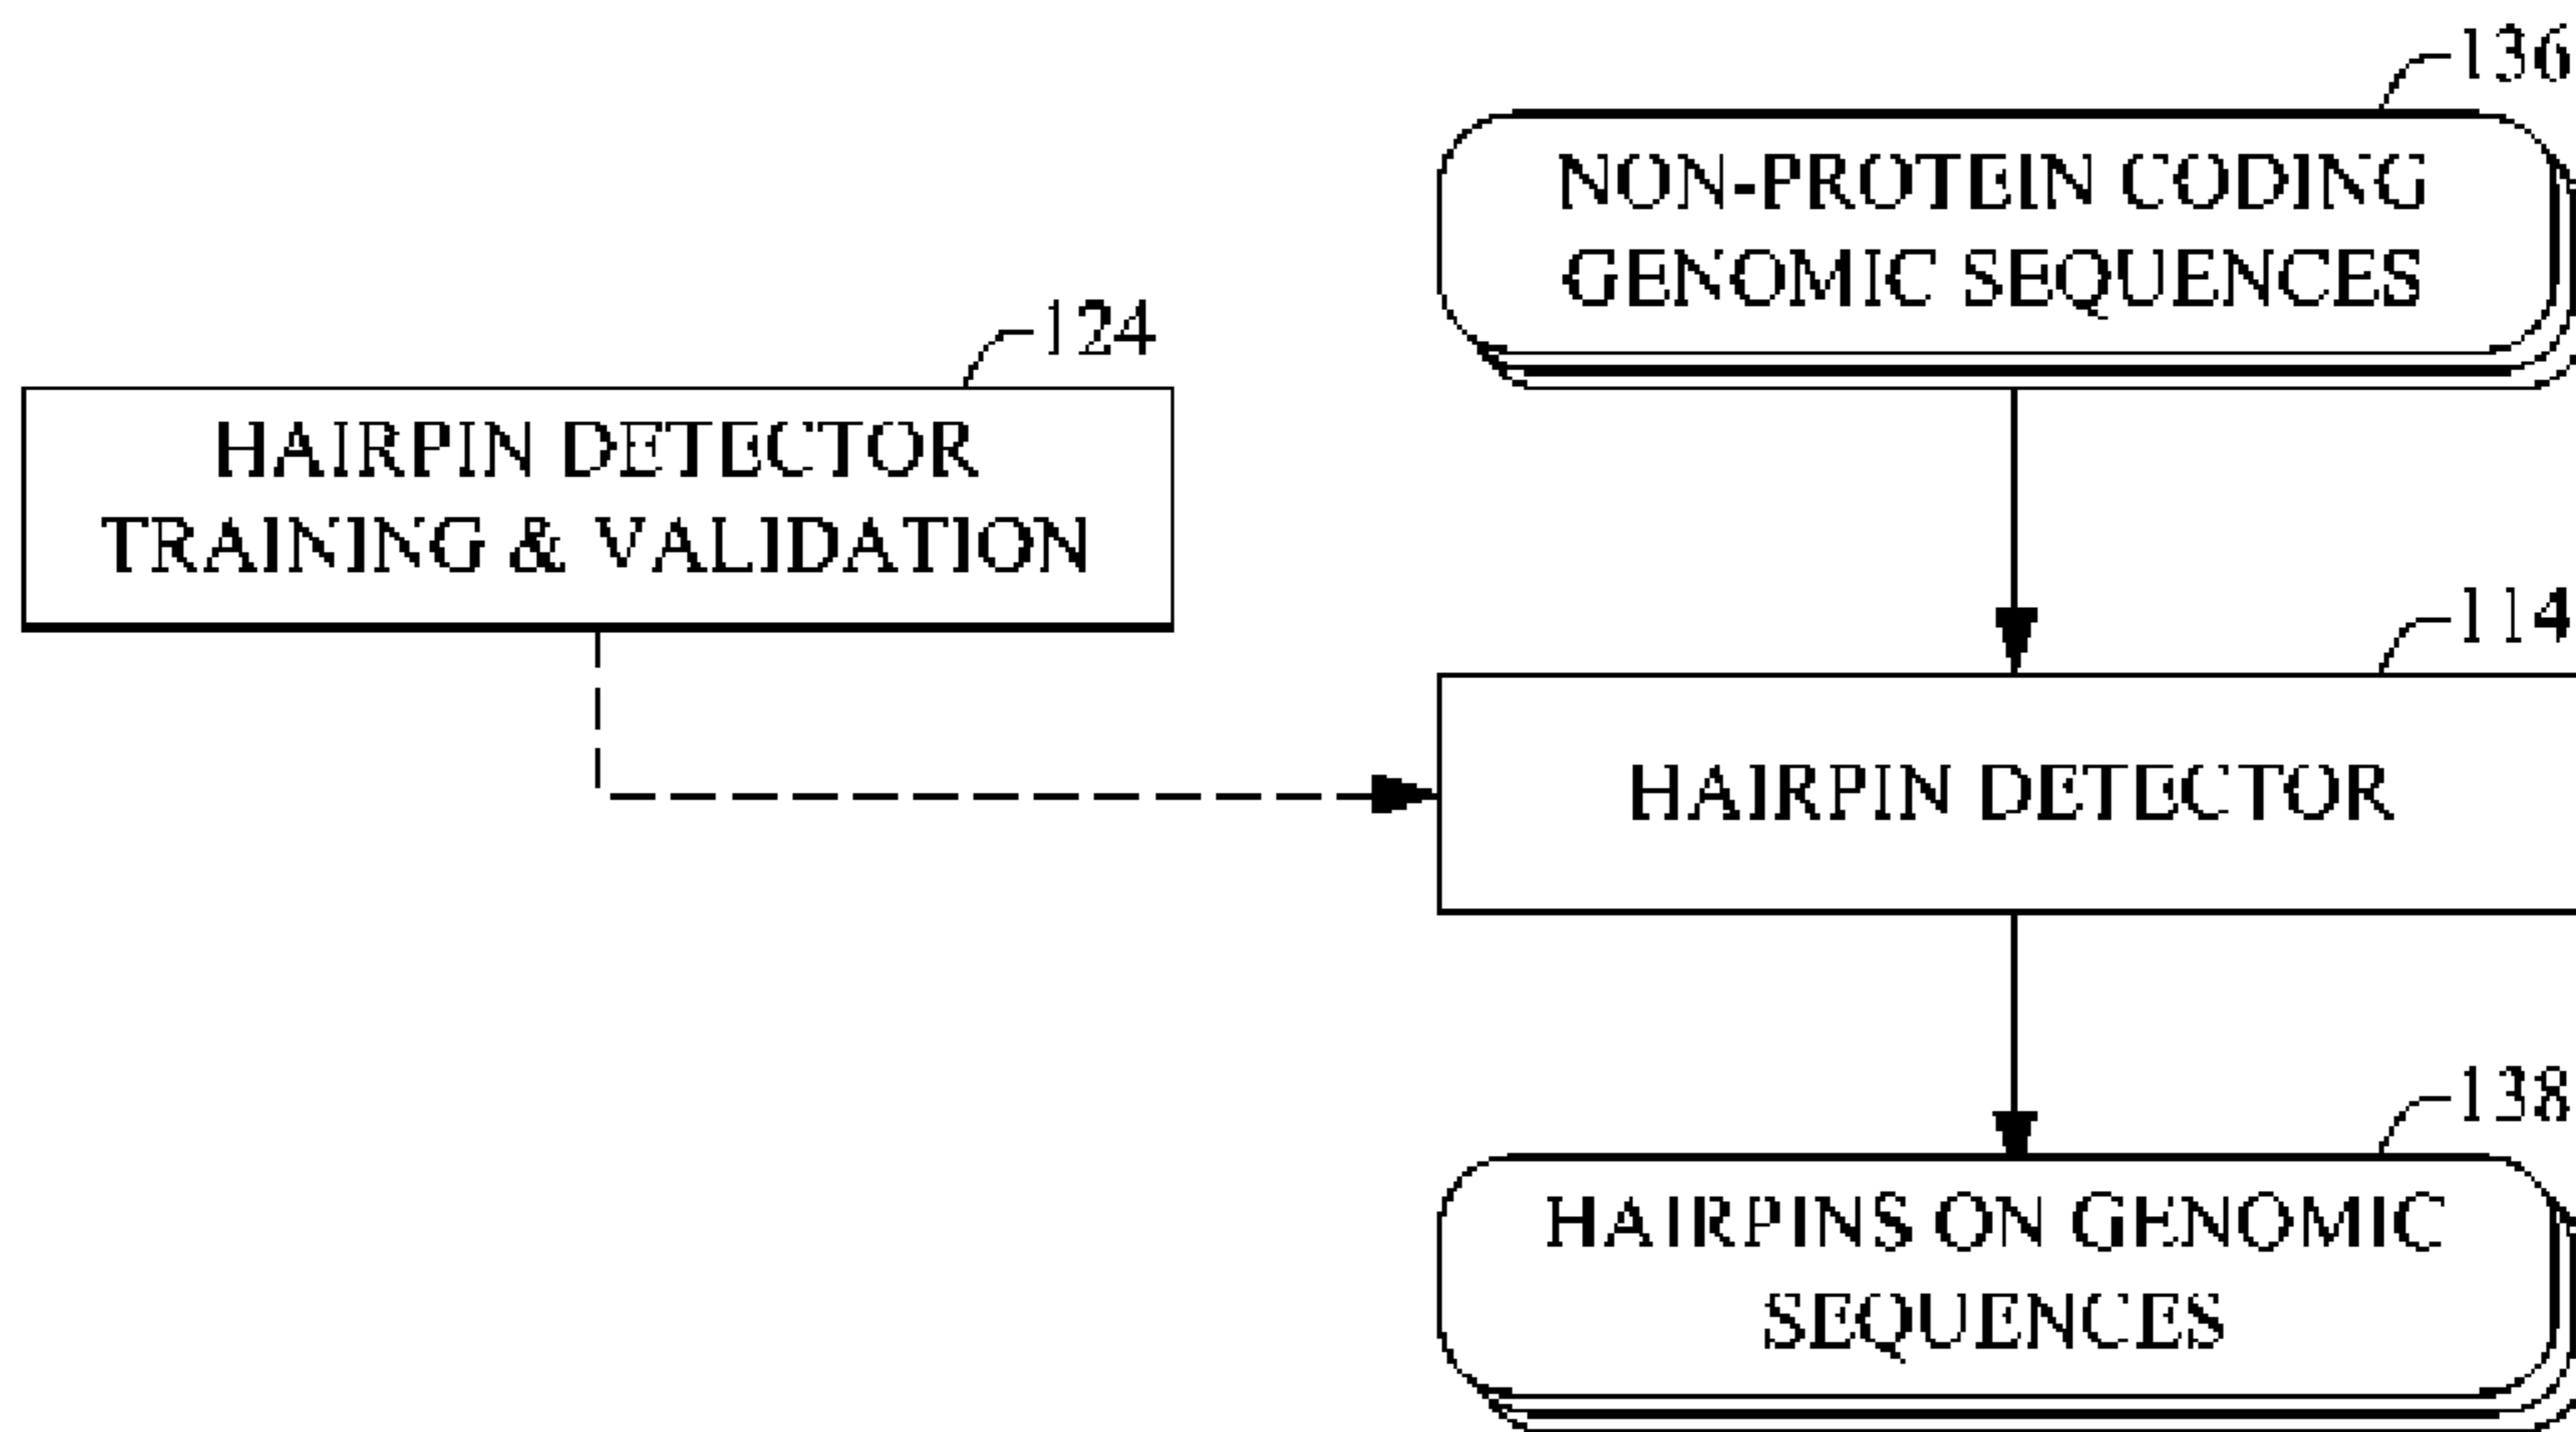 136
NON-PROTEIN CODING
GENOMIC SEQUENCES
124
HAIRPIN DETECTOR
TRAINING & VALIDATION
114
HAIRPIN DETECTOR
138
HAIRPINS ON GENOMIC
SEQUENCES